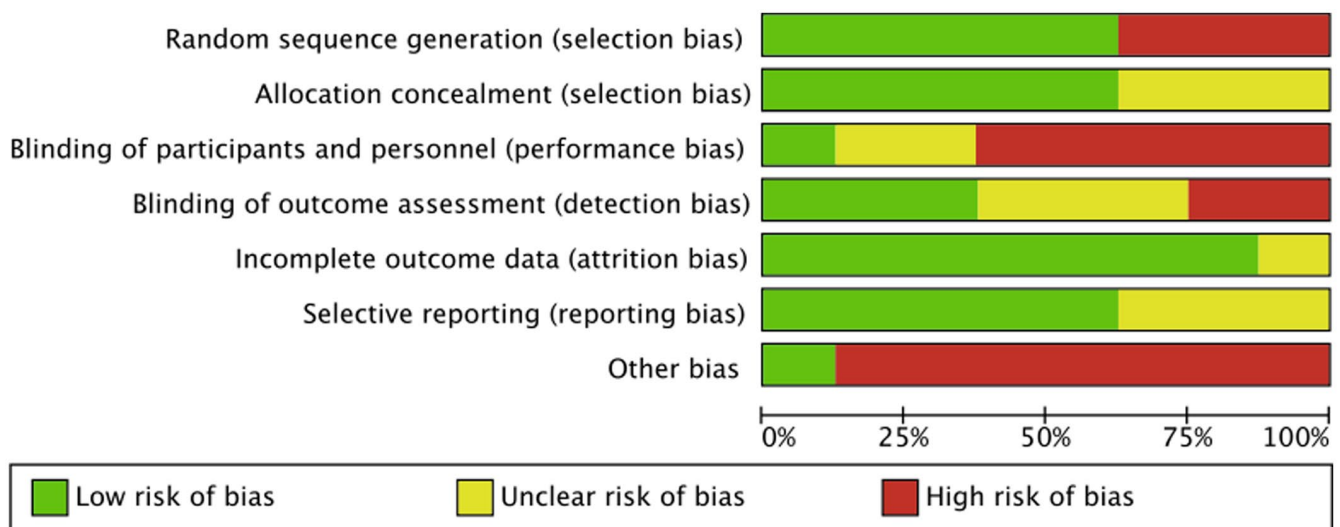 Random sequence generation (selection bias)
Allocation concealment (selection bias)
Blinding of participants and personnel (performance bias)
Blinding of outcome assessment (detection bias)
Incomplete outcome data (attrition bias)
Selective reporting (reporting bias)
Other bias
0% 25% 50% 75% 100%
Low risk of bias Unclear risk of bias High risk of bias